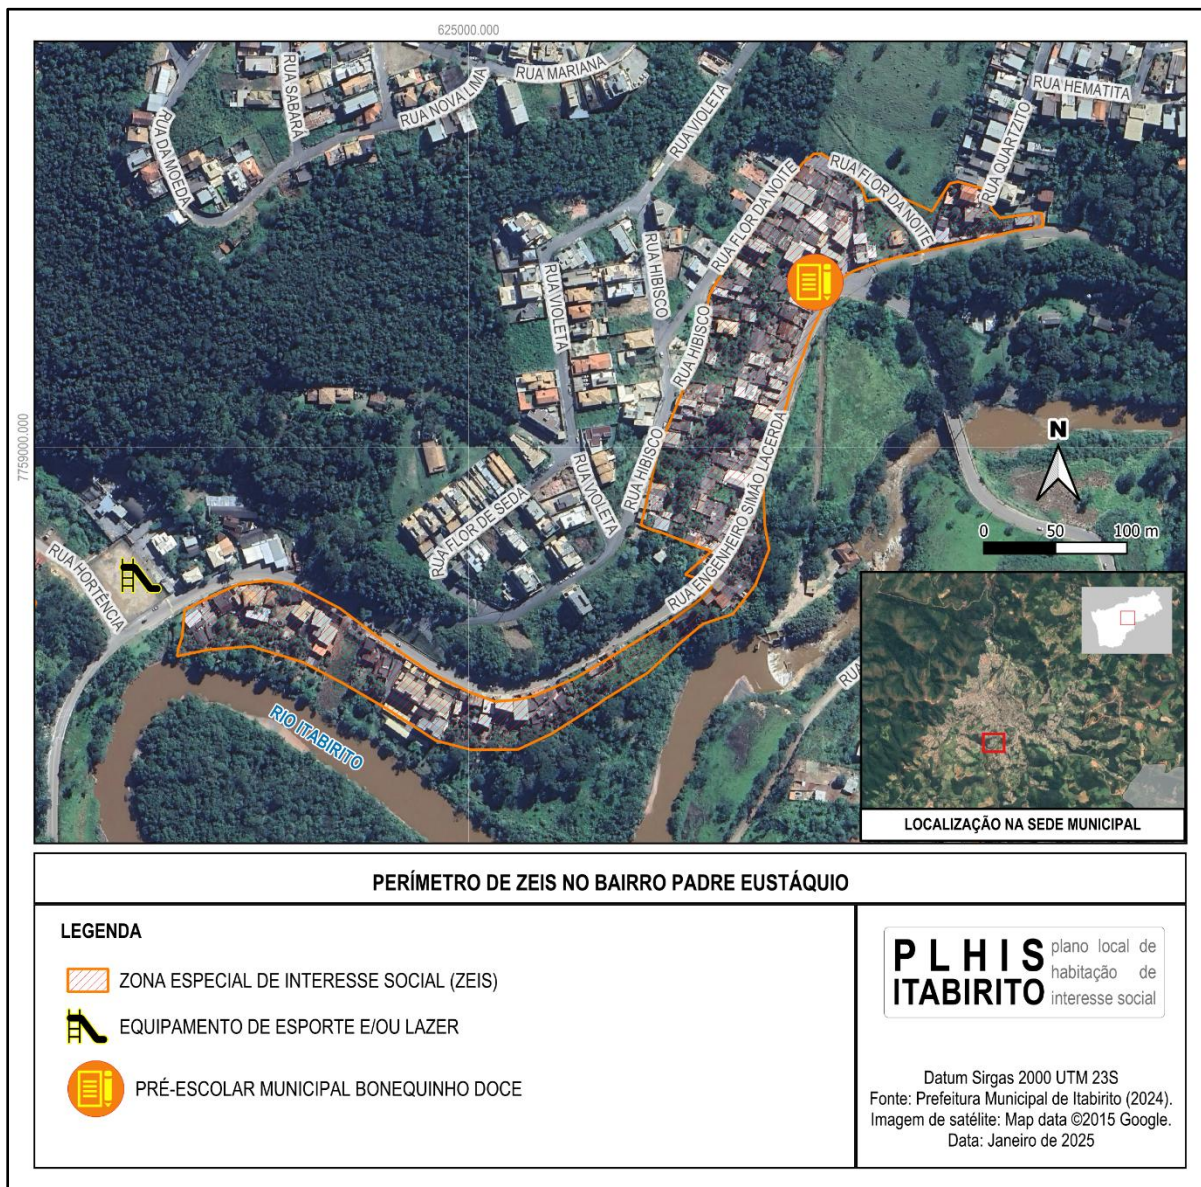 625000.000
7759000.000
RUA SABARÁ
RUA DA MOEDA
RUA NOVA LIMA
RUA MARIANA
RUA VIOLETA
RUA HEMATITA
RUA QUARTZITO
RUA FLOR DA NOITE
RUA FLOR DA NOITE
RUA FLOR DA NOITE
RUA HIBISCO
RUA VIOLETA
RUA HIBISCO
RUA HIBISCO
RUA VIOLETA
RUA FLOR DE SEDA
RUA ENGENHEIRO SIMÃO LACERDA
RUA HORTÊNCIA
RIO ITABIRITO
RUA
N
0 50 100 m
LOCALIZAÇÃO NA SEDE MUNICIPAL
PERÍMETRO DE ZEIS NO BAIRRO PADRE EUSTÁQUIO
LEGENDA
ZONA ESPECIAL DE INTERESSE SOCIAL (ZEIS)
EQUIPAMENTO DE ESPORTE E/OU LAZER
PRÉ-ESCOLAR MUNICIPAL BONEQUINHO DOCE
PLHIS
ITABIRITO
plano local de
habitação de
interesse social
Datum Sirgas 2000 UTM 23S
Fonte: Prefeitura Municipal de Itabirito (2024).
Imagem de satélite: Map data ©2015 Google.
Data: Janeiro de 2025